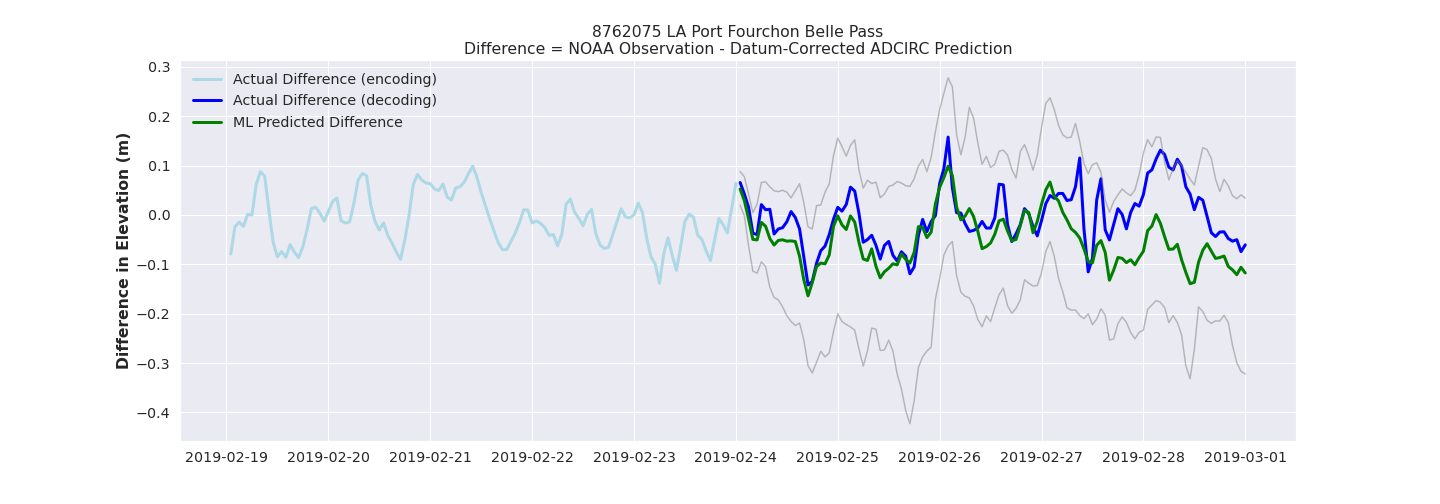 8762075 LA Port Fourchon Belle Pass
Difference = NOAA Observation - Datum-Corrected ADCIRC Prediction
Difference in Elevation (m)
0.3
0.2
0.1
0.0
−0.1
−0.2
−0.3
−0.4
Actual Difference (encoding)
Actual Difference (decoding)
ML Predicted Difference
2019-02-19 2019-02-20 2019-02-21 2019-02-22 2019-02-23 2019-02-24 2019-02-25 2019-02-26 2019-02-27 2019-02-28 2019-03-01